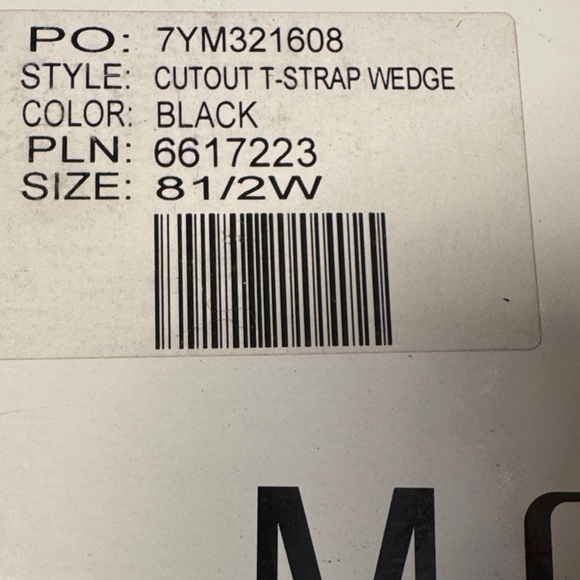 PO: 7YM321608
STYLE: CUTOUT T-STRAP WEDGE
COLOR: BLACK
PLN: 6617223
SIZE: 81/2W
M